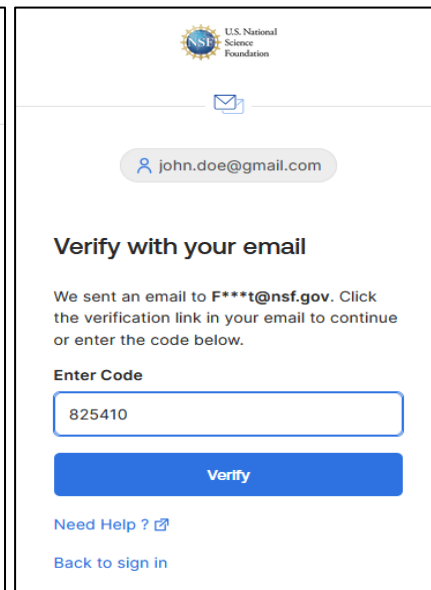 NSF
U.S. National
Science
Foundation
john.doe@gmail.com
Verify with your email
We sent an email to F***t@nsf.gov. Click
the verification link in your email to continue
or enter the code below.
Enter Code
825410
Verify
Need Help ?
Back to sign in